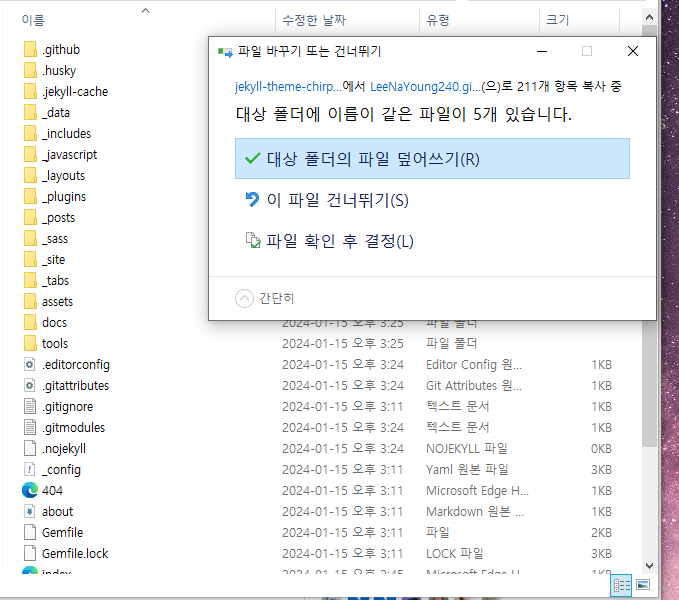 이름 수정한 날짜 유형 크기
파일 바꾸기 또는 건너뛰기
jekyll-theme-chirp...에서 LeeNaYoung240.gi...(으)로 211개 항목 복사 중
대상 폴더에 이름이 같은 파일이 5개 있습니다.
대상 폴더의 파일 덮어쓰기(R)
이 파일 건너뛰기(S)
파일 확인 후 결정(L)
간단히
.github
.husky
.jekyll-cache
_data
_includes
_javascript
_layouts
_plugins
_posts
_sass
_site
_tabs
assets
docs 2024-01-15 오후 3:25 파일 폴더
tools 2024-01-15 오후 3:25 파일 폴더
.editorconfig 2024-01-15 오후 3:24 Editor Config 원... 1KB
.gitattributes 2024-01-15 오후 3:24 Git Attributes 원... 1KB
.gitignore 2024-01-15 오후 3:11 텍스트 문서 1KB
.gitmodules 2024-01-15 오후 3:24 텍스트 문서 1KB
.nojekyll 2024-01-15 오후 3:24 NOJEKYLL 파일 0KB
_config 2024-01-15 오후 3:11 Yaml 원본 파일 3KB
404 2024-01-15 오후 3:11 Microsoft Edge H... 1KB
about 2024-01-15 오후 3:11 Markdown 원본 ... 1KB
Gemfile 2024-01-15 오후 3:11 파일 2KB
Gemfile.lock 2024-01-15 오후 3:11 LOCK 파일 3KB
index 2024-01-15 오후 2:45 Microsoft Edge H... 1KB